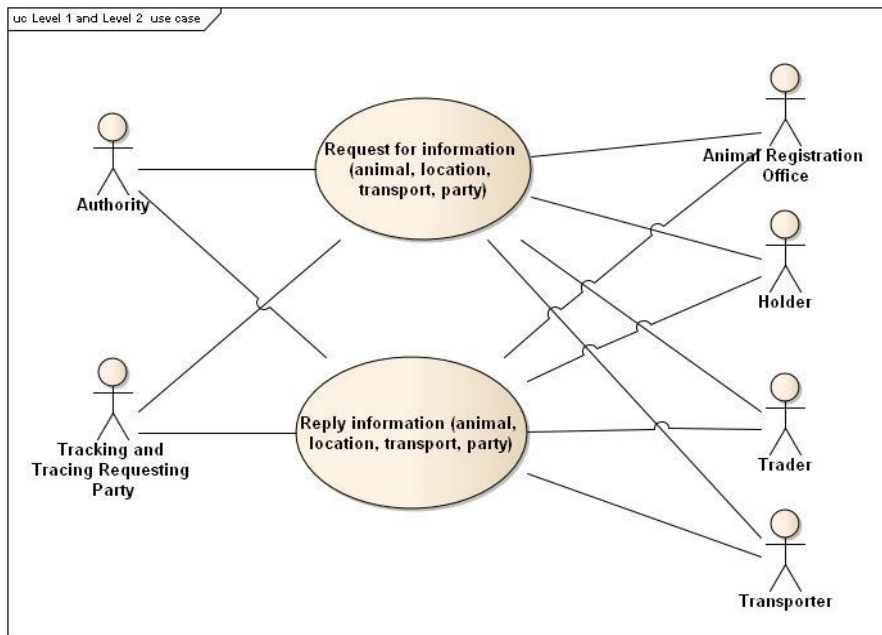 uc Level 1 and Level 2 use case
Authority
Tracking and
Tracing Requesting
Party
Request for information
(animal, location,
transport, party)
Reply information (animal,
location, transport, party)
Animal Registration
Office
Holder
Trader
Transporter